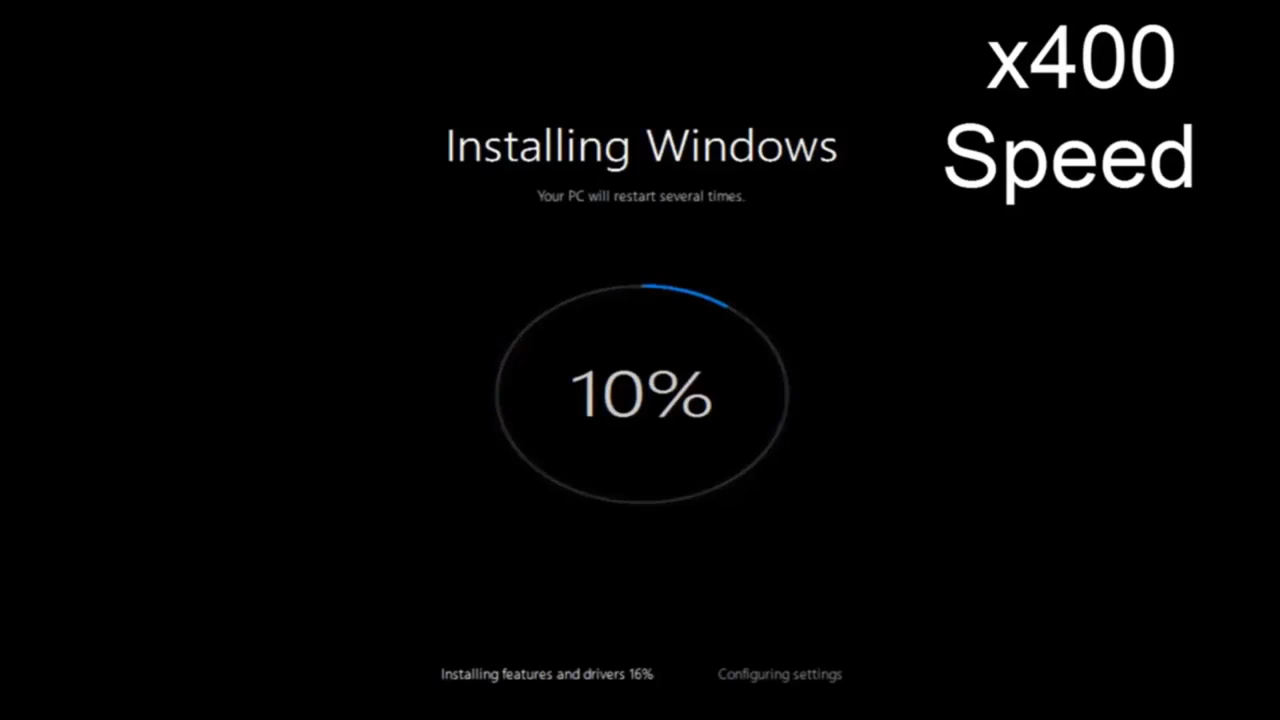 x400
Speed
Installing Windows
Your PC will restart several times.
10%
Installing features and drivers 16%
Configuring settings